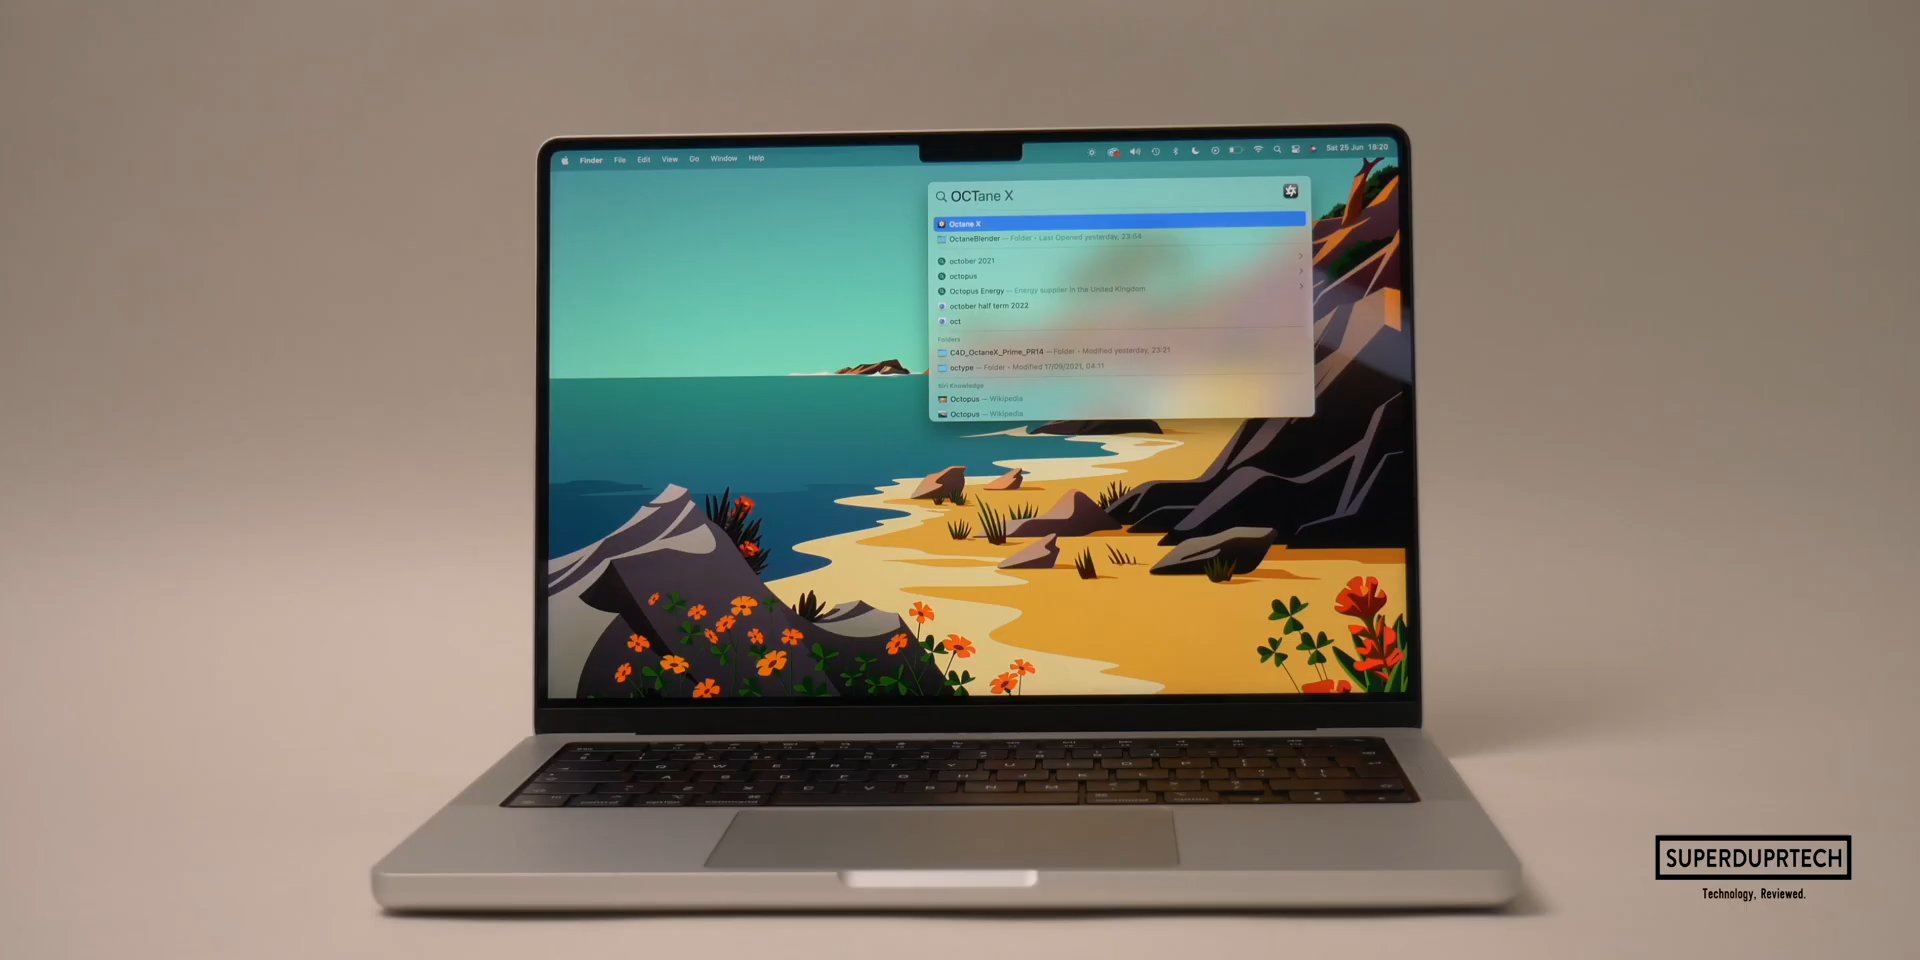 Finder File Edit View Go Window Help
Sat 25 Jun 18:20
OCTane X
Octane X
OctaneBlender — Folder - Last Opened yesterday, 23:54
october 2021
octopus
Octopus Energy — Energy supplier in the United Kingdom
october half term 2022
oct
Folders
C4D_OctaneX_Prime_PR14 — Folder - Modified yesterday, 23:21
octype — Folder - Modified 17/09/2021, 04:11
Siri Knowledge
Octopus — Wikipedia
Octopus — Wikipedia
Q W E R T Y U I O P
A S D F G H J K L
Z X C V B N M
control option command
SUPERDUPRTECH
Technology, Reviewed.